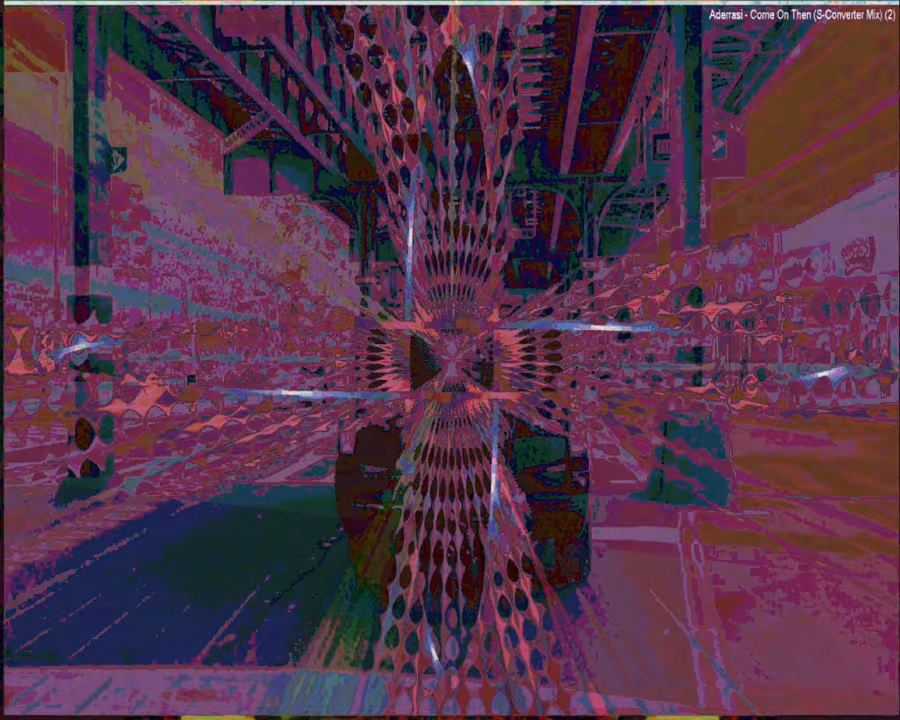 Aderrasi - Come On Then (S-Converter Mix) (2)